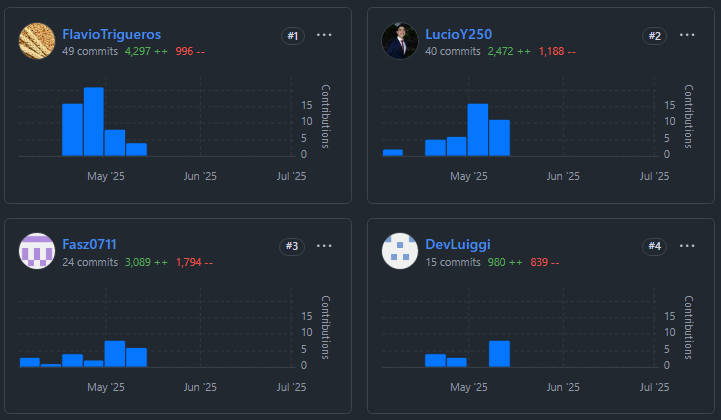 FlavioTrigueros #1 ...
49 commits 4,297 ++ 996 --
15
10
5
0
Contributions
May '25 Jun '25 Jul '25
LucioY250 #2 ...
40 commits 2,472 ++ 1,188 --
15
10
5
0
Contributions
May '25 Jun '25 Jul '25
Fasz0711 #3 ...
24 commits 3,089 ++ 1,794 --
15
10
5
0
Contributions
May '25 Jun '25 Jul '25
DevLuiggi #4 ...
15 commits 980 ++ 839 --
15
10
5
0
Contributions
May '25 Jun '25 Jul '25